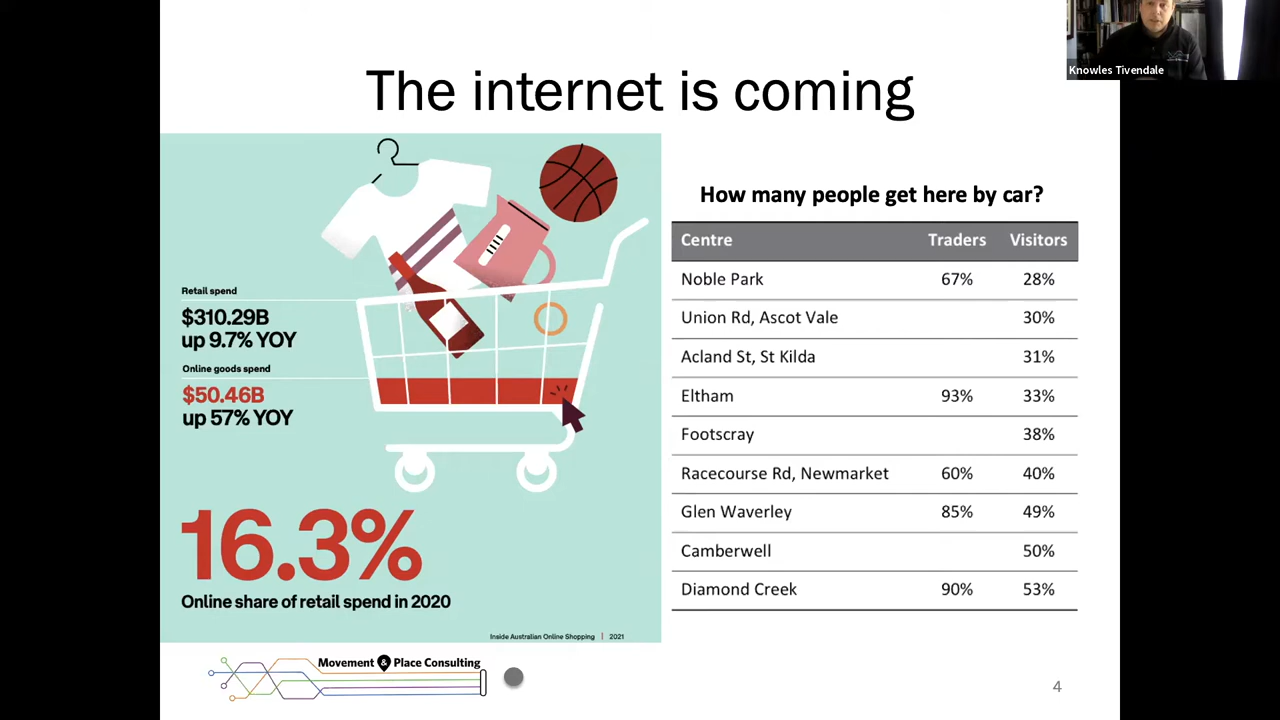 Knowles Tivendale
The internet is coming
Retail spend
$310.29B
up 9.7% YOY
Online goods spend
$50.46B
up 57% YOY
16.3%
Online share of retail spend in 2020
Inside Australian Online Shopping | 2021
How many people get here by car?
Centre Traders Visitors
Noble Park 67% 28%
Union Rd, Ascot Vale 30%
Acland St, St Kilda 31%
Eltham 93% 33%
Footscray 38%
Racecourse Rd, Newmarket 60% 40%
Glen Waverley 85% 49%
Camberwell 50%
Diamond Creek 90% 53%
Movement & Place Consulting
4